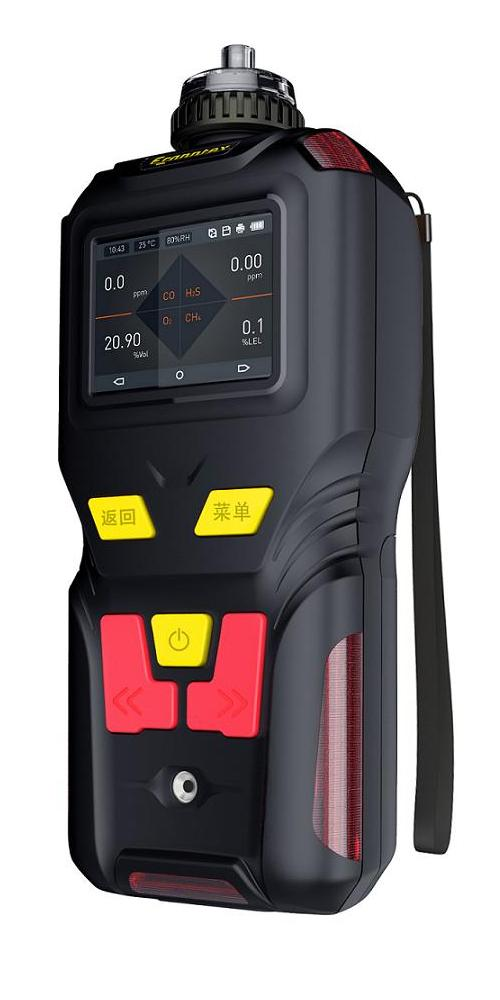 Ernnntex
10:43 25°C 80%RH
0.0 ppm
0.00 ppm
CO H₂S
O₂ CH₄
20.90 %Vol
0.1 %LEL
返回 菜单